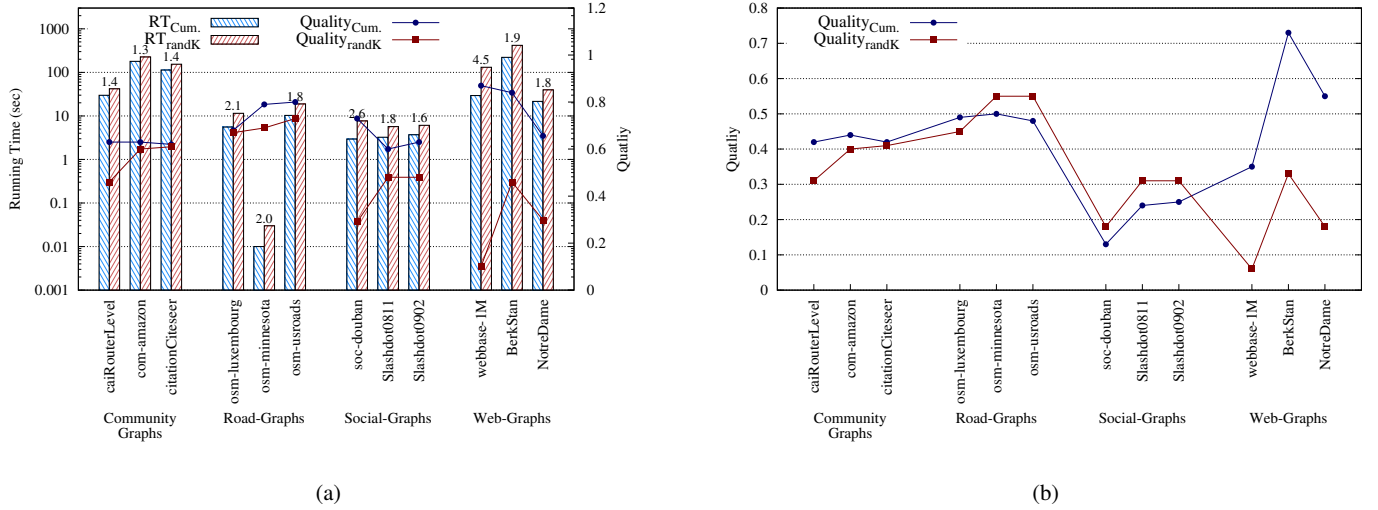 RT_Cum.
RT_randK
Quality_Cum.
Quality_randK
Running Time (sec)
1000
100
10
1
0.1
0.01
0.001
1.2
1
0.8
0.6
0.4
0.2
0
Quatliy
1.4
1.3
1.4
2.1
2.0
1.8
2.6
1.8
1.6
4.5
1.9
1.8
caiRouterLevel
com-amazon
citationCiteseer
osm-luxembourg
osm-minnesota
osm-usroads
soc-douban
Slashdot0811
Slashdot0902
webbase-1M
BerkStan
NotreDame
Community
Graphs
Road-Graphs
Social-Graphs
Web-Graphs
(a)
Quality_Cum.
Quality_randK
Quatliy
0.8
0.7
0.6
0.5
0.4
0.3
0.2
0.1
0
caiRouterLevel
com-amazon
citationCiteseer
osm-luxembourg
osm-minnesota
osm-usroads
soc-douban
Slashdot0811
Slashdot0902
webbase-1M
BerkStan
NotreDame
Community
Graphs
Road-Graphs
Social-Graphs
Web-Graphs
(b)